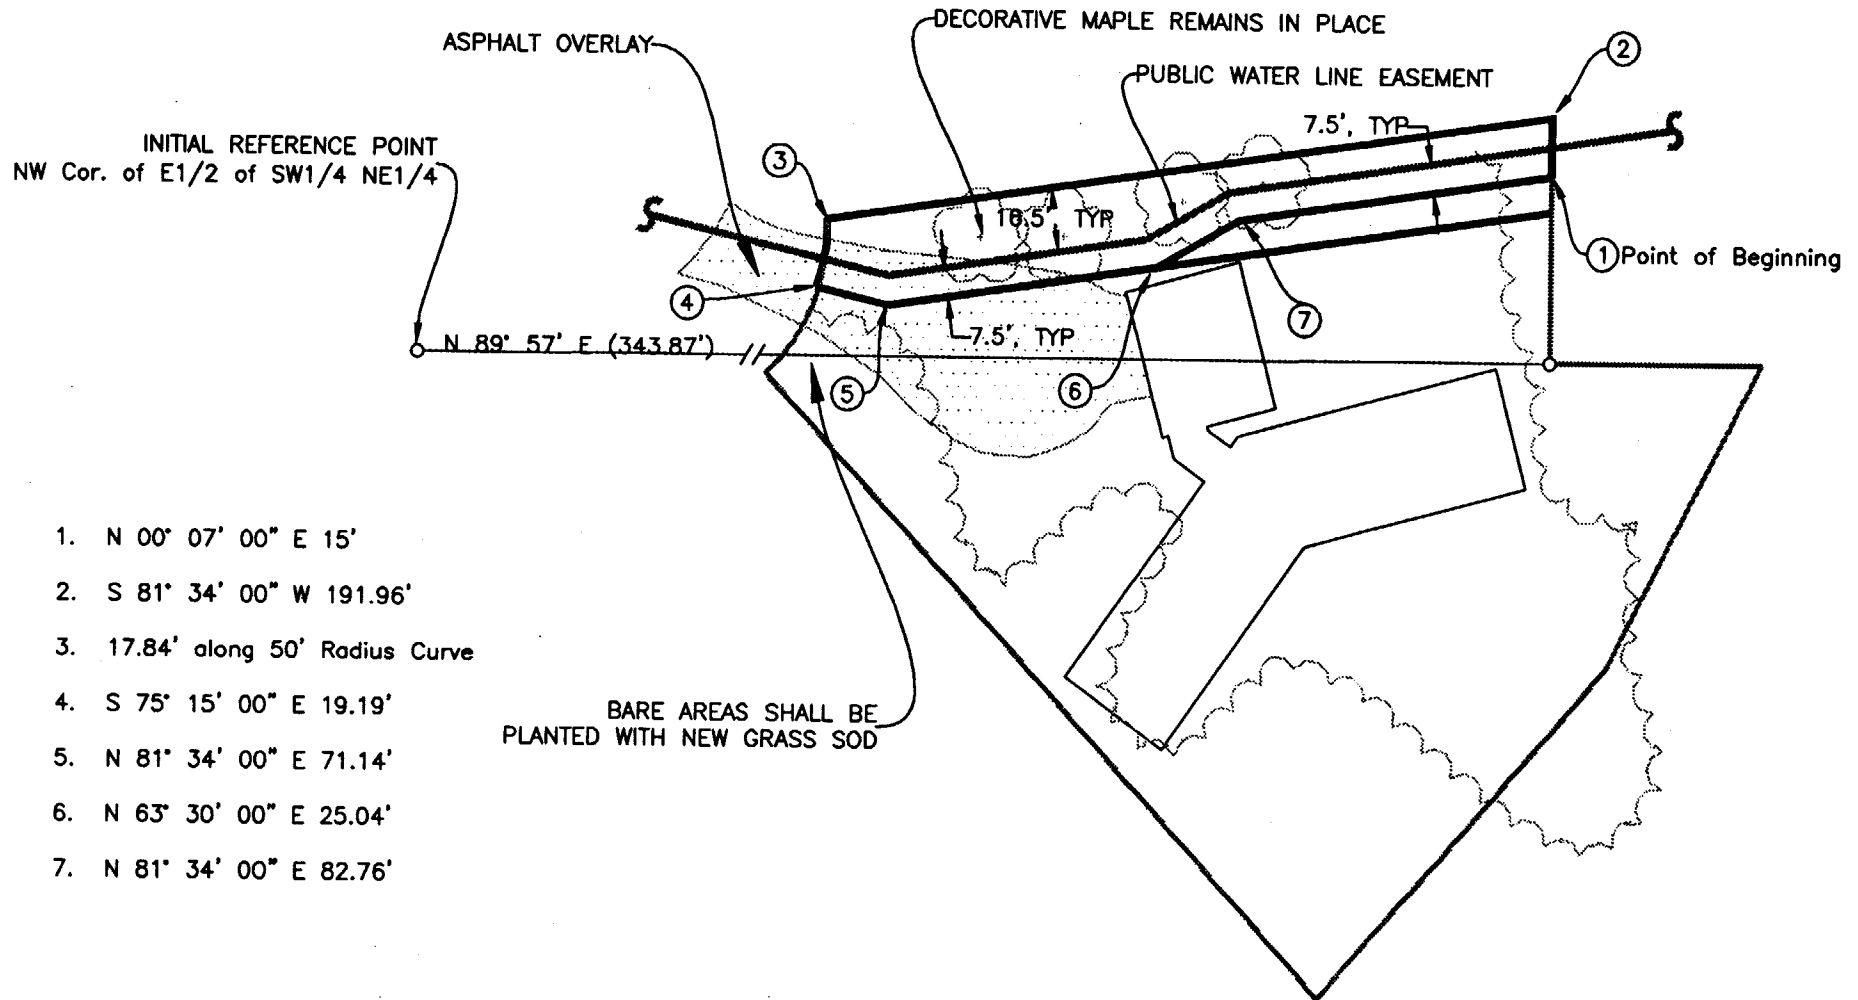 DECORATIVE MAPLE REMAINS IN PLACE
ASPHALT OVERLAY
2
PUBLIC WATER LINE EASEMENT
INITIAL REFERENCE POINT
NW Cor. of E1/2 of SW1/4 NE1/4
7.5', TYP
3
16.5' TYP
1 Point of Beginning
4
7
7.5', TYP
N 89° 57' E (343.87')
5
6
1. N 00° 07' 00" E 15'
2. S 81° 34' 00" W 191.96'
3. 17.84' along 50' Radius Curve
4. S 75° 15' 00" E 19.19'
5. N 81° 34' 00" E 71.14'
6. N 63° 30' 00" E 25.04'
7. N 81° 34' 00" E 82.76'
BARE AREAS SHALL BE
PLANTED WITH NEW GRASS SOD